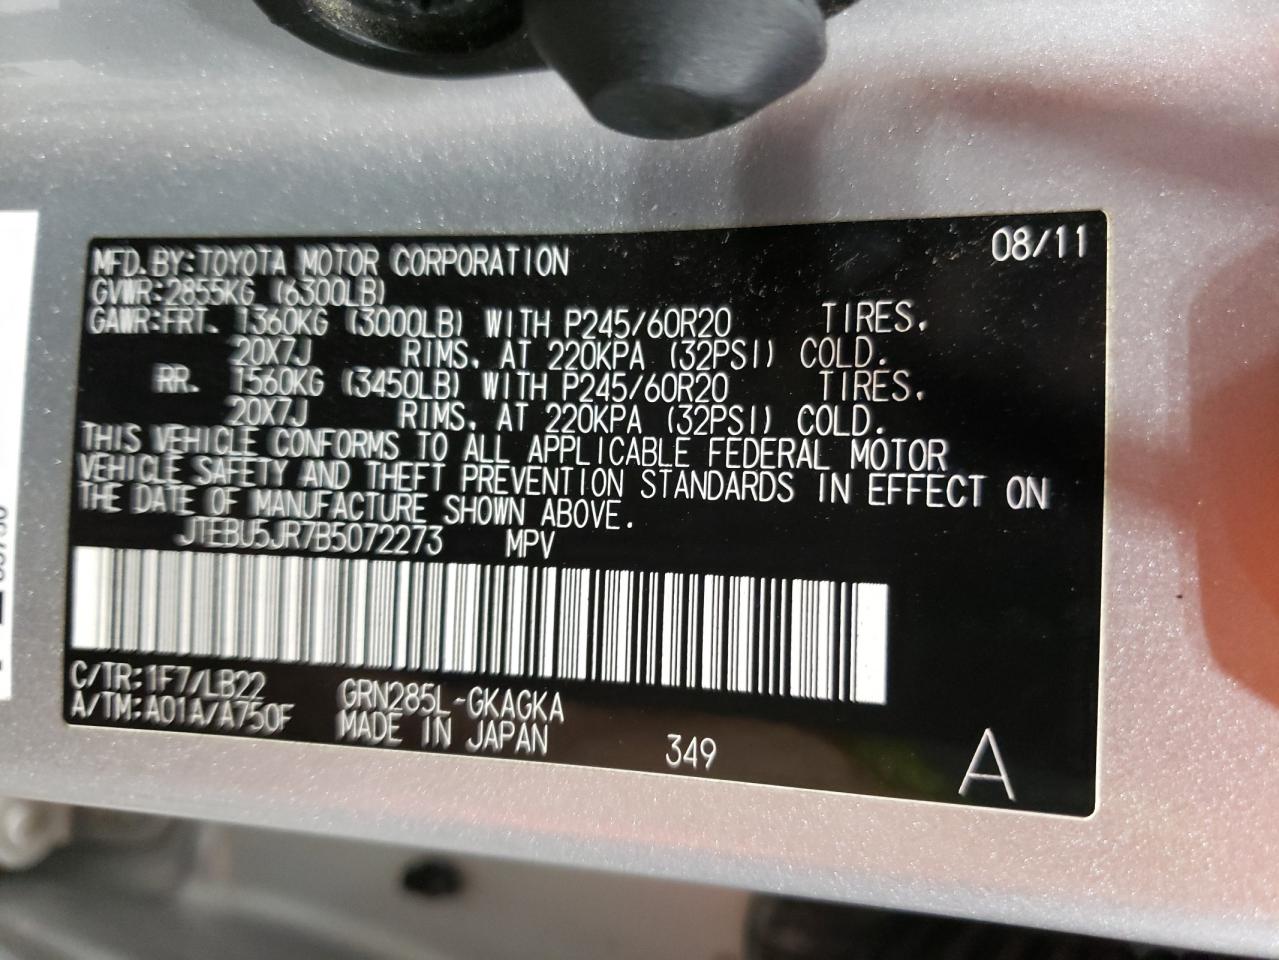 08/11
MFD. BY: TOYOTA MOTOR CORPORATION
GVWR: 2855KG (6300LB)
GAWR: FRT. 1360KG (3000LB) WITH P245/60R20 TIRES,
20X7J RIMS, AT 220KPA (32PSI) COLD.
RR. 1560KG (3450LB) WITH P245/60R20 TIRES,
20X7J RIMS, AT 220KPA (32PSI) COLD.
THIS VEHICLE CONFORMS TO ALL APPLICABLE FEDERAL MOTOR
VEHICLE SAFETY AND THEFT PREVENTION STANDARDS IN EFFECT ON
THE DATE OF MANUFACTURE SHOWN ABOVE.
JTEBU5JR7B5072273 MPV
C/TR: 1F7/LB22 GRN285L-GKAGKA
A/TM: A01A/A750F MADE IN JAPAN 349 A